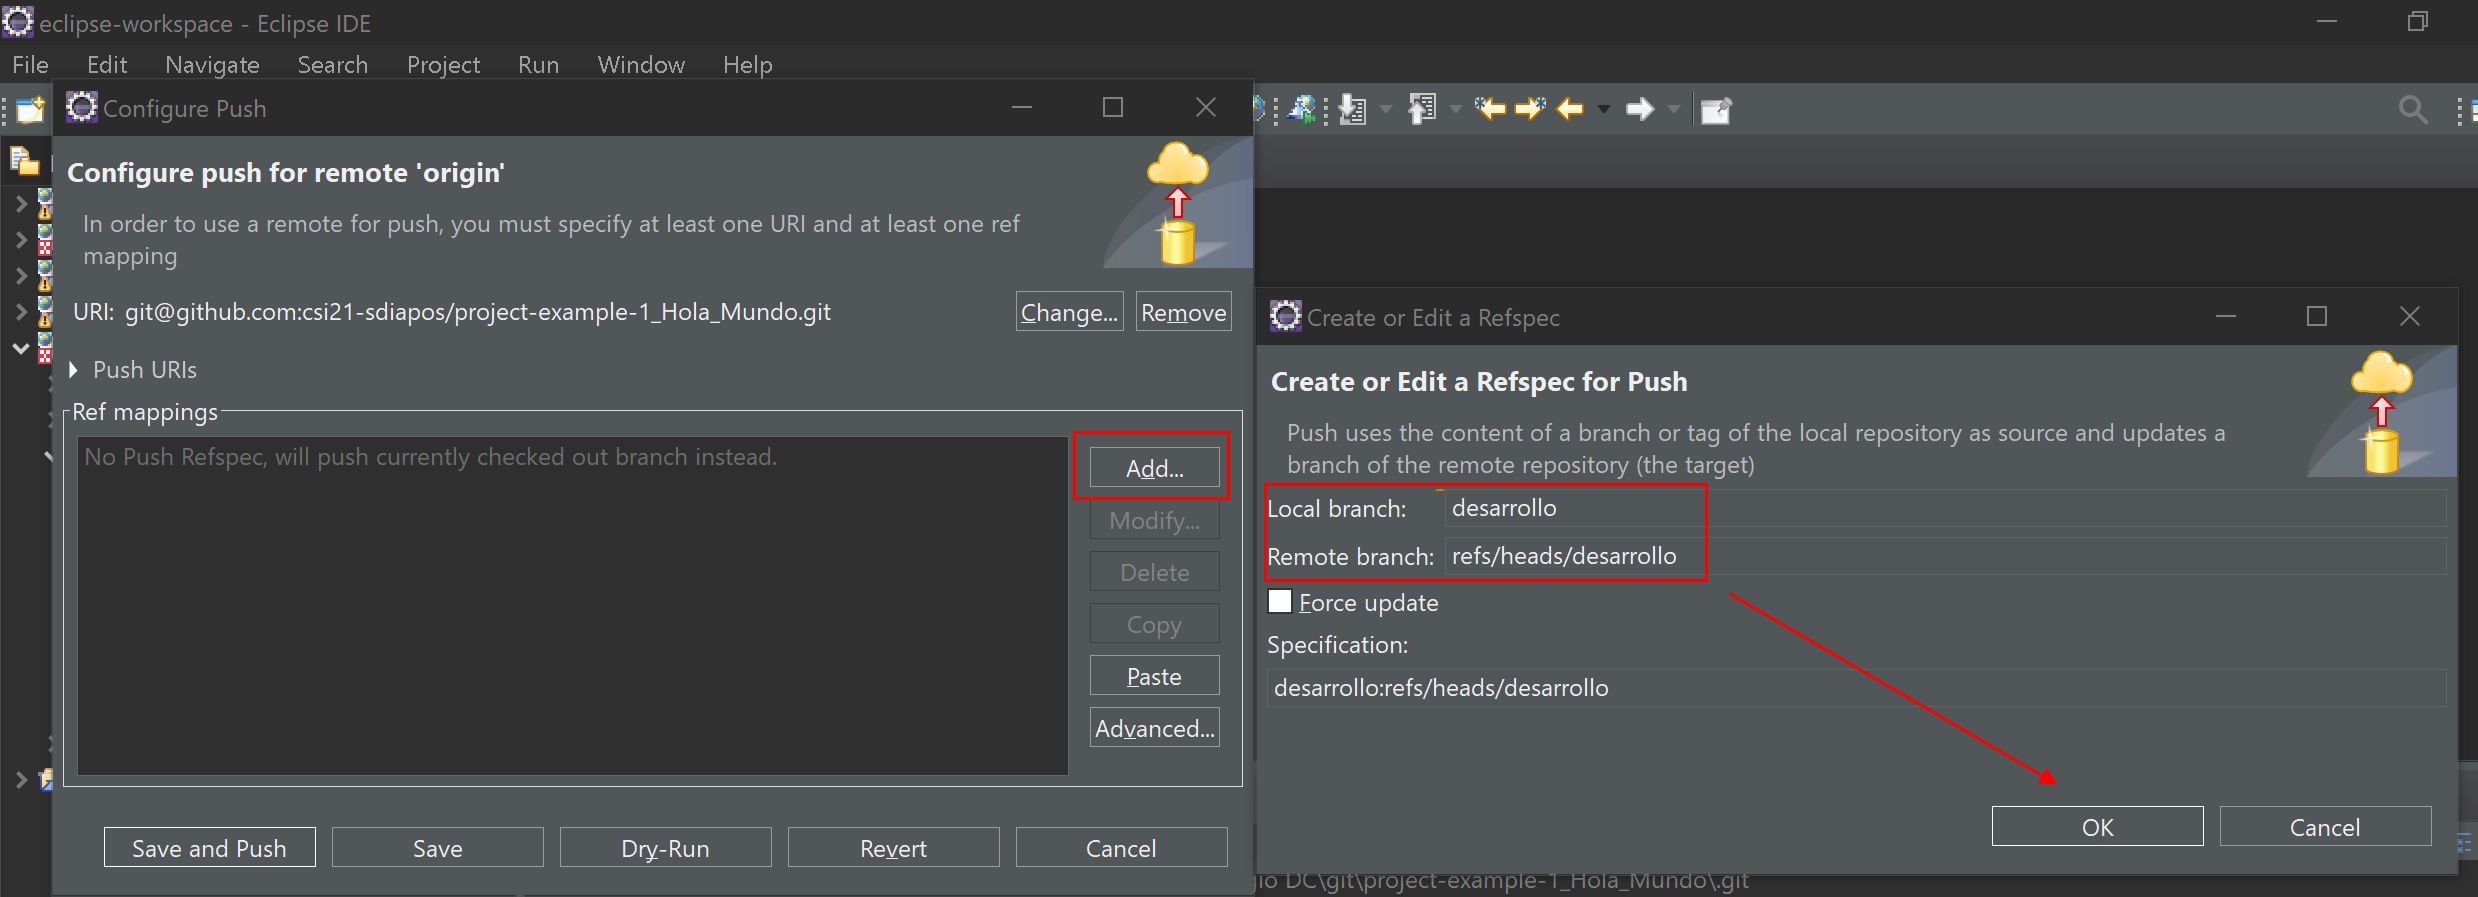 eclipse-workspace - Eclipse IDE
File Edit Navigate Search Project Run Window Help
Configure Push
Configure push for remote 'origin'
In order to use a remote for push, you must specify at least one URI and at least one ref
mapping
URI: git@github.com:csi21-sdiapos/project-example-1_Hola_Mundo.git
Change...
Remove
Push URIs
Ref mappings
No Push Refspec, will push currently checked out branch instead.
Add...
Modify...
Delete
Copy
Paste
Advanced...
Save and Push
Save
Dry-Run
Revert
Cancel
Create or Edit a Refspec
Create or Edit a Refspec for Push
Push uses the content of a branch or tag of the local repository as source and updates a
branch of the remote repository (the target)
Local branch: desarrollo
Remote branch: refs/heads/desarrollo
Force update
Specification:
desarrollo:refs/heads/desarrollo
OK
Cancel
DC\git\project-example-1_Hola_Mundo\.git